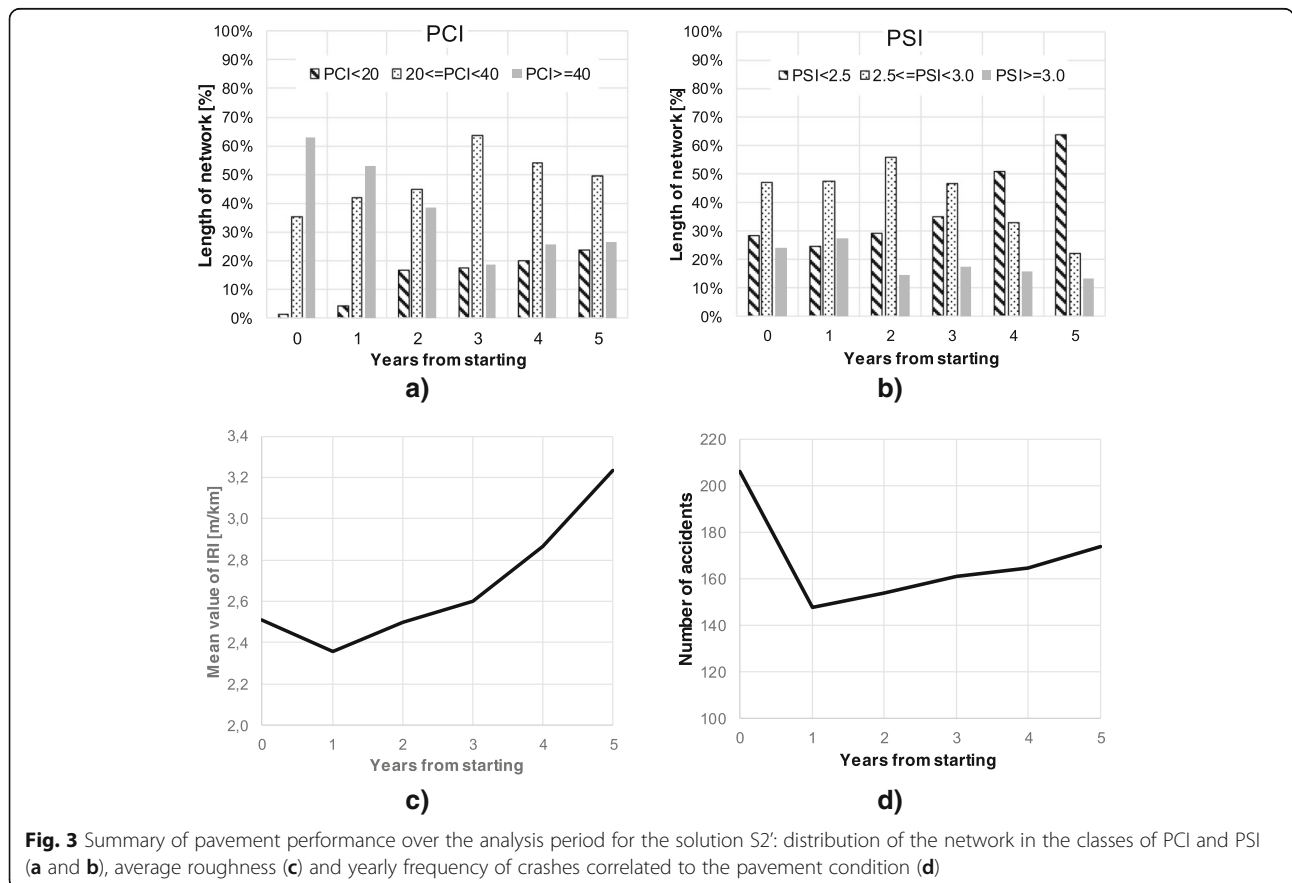 PCI
PCI<20 20<=PCI<40 PCI>=40
Length of network [%]
100%
90%
80%
70%
60%
50%
40%
30%
20%
10%
0%
0 1 2 3 4 5
Years from starting
a)
PSI
PSI<2.5 2.5<=PSI<3.0 PSI>=3.0
Length of network [%]
100%
90%
80%
70%
60%
50%
40%
30%
20%
10%
0%
0 1 2 3 4 5
Years from starting
b)
Mean value of IRI [m/km]
3,4
3,2
3,0
2,8
2,6
2,4
2,2
2,0
0 1 2 3 4 5
Years from starting
c)
Number of accidents
220
200
180
160
140
120
100
0 1 2 3 4 5
Years from starting
d)
Fig. 3 Summary of pavement performance over the analysis period for the solution S2’: distribution of the network in the classes of PCI and PSI
(a and b), average roughness (c) and yearly frequency of crashes correlated to the pavement condition (d)